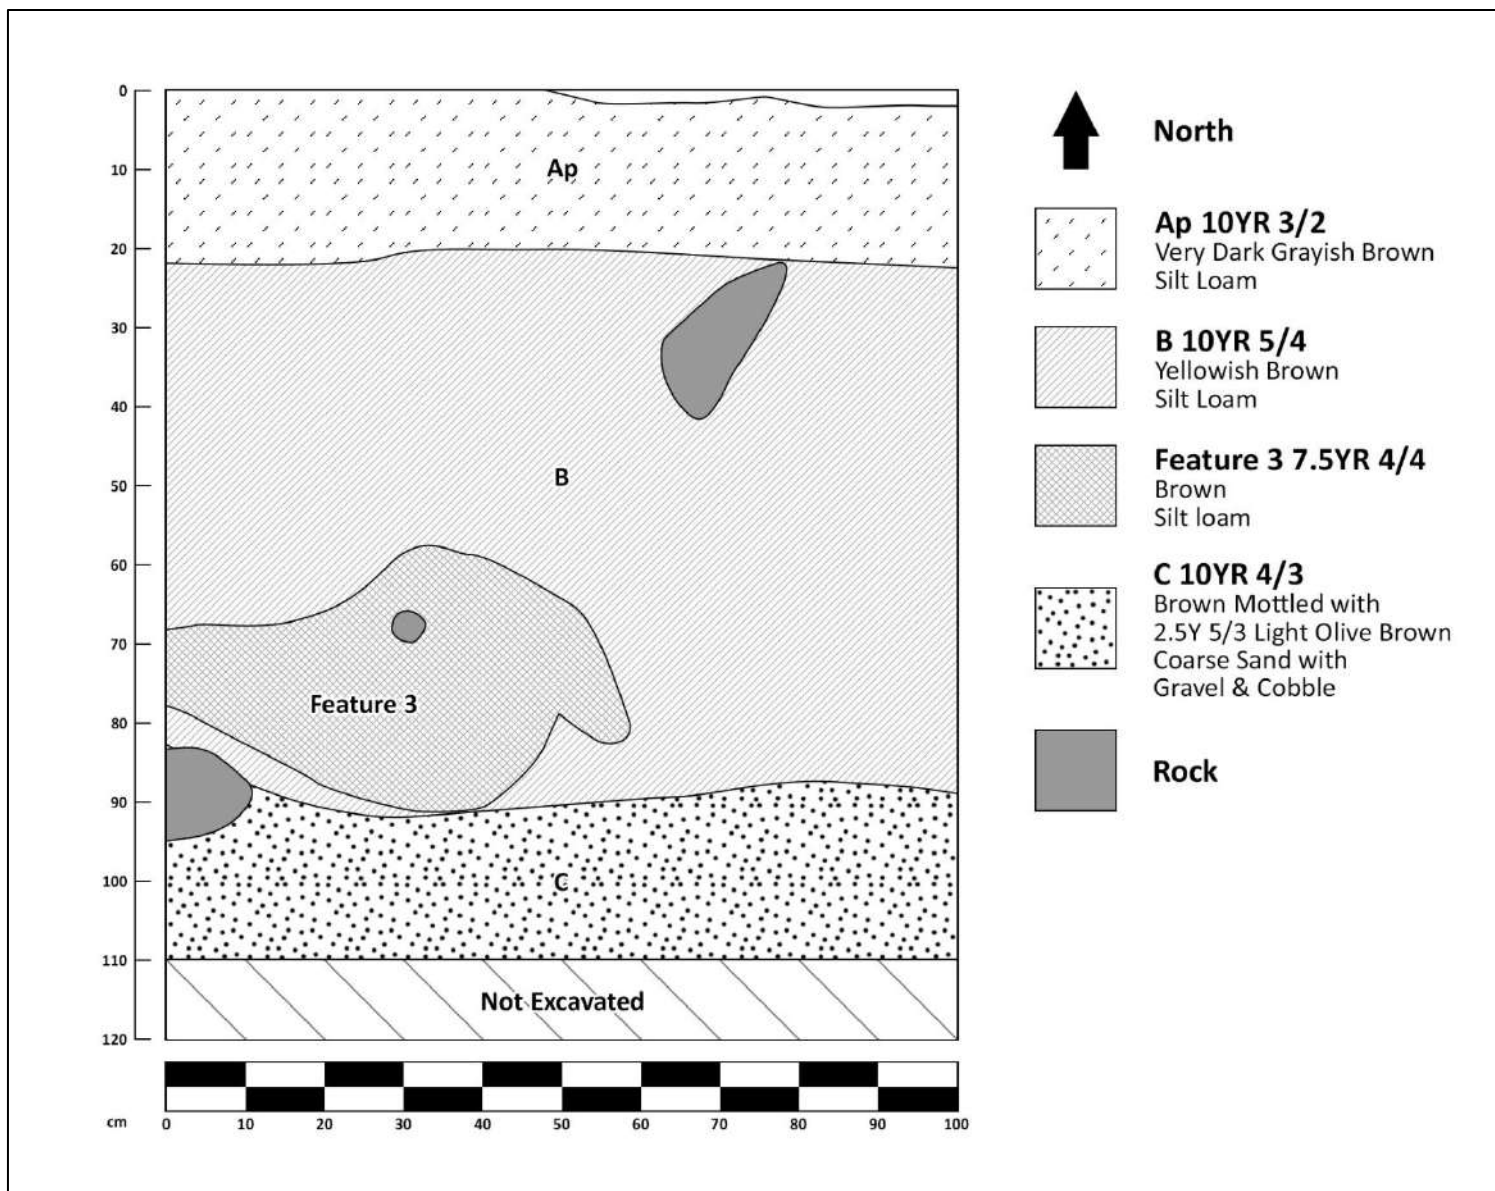 0
10
20
30
40
50
60
70
80
90
100
110
120
Ap
B
Feature 3
C
Not Excavated
cm 0 10 20 30 40 50 60 70 80 90 100
North
Ap 10YR 3/2
Very Dark Grayish Brown
Silt Loam
B 10YR 5/4
Yellowish Brown
Silt Loam
Feature 3 7.5YR 4/4
Brown
Silt loam
C 10YR 4/3
Brown Mottled with
2.5Y 5/3 Light Olive Brown
Coarse Sand with
Gravel & Cobble
Rock